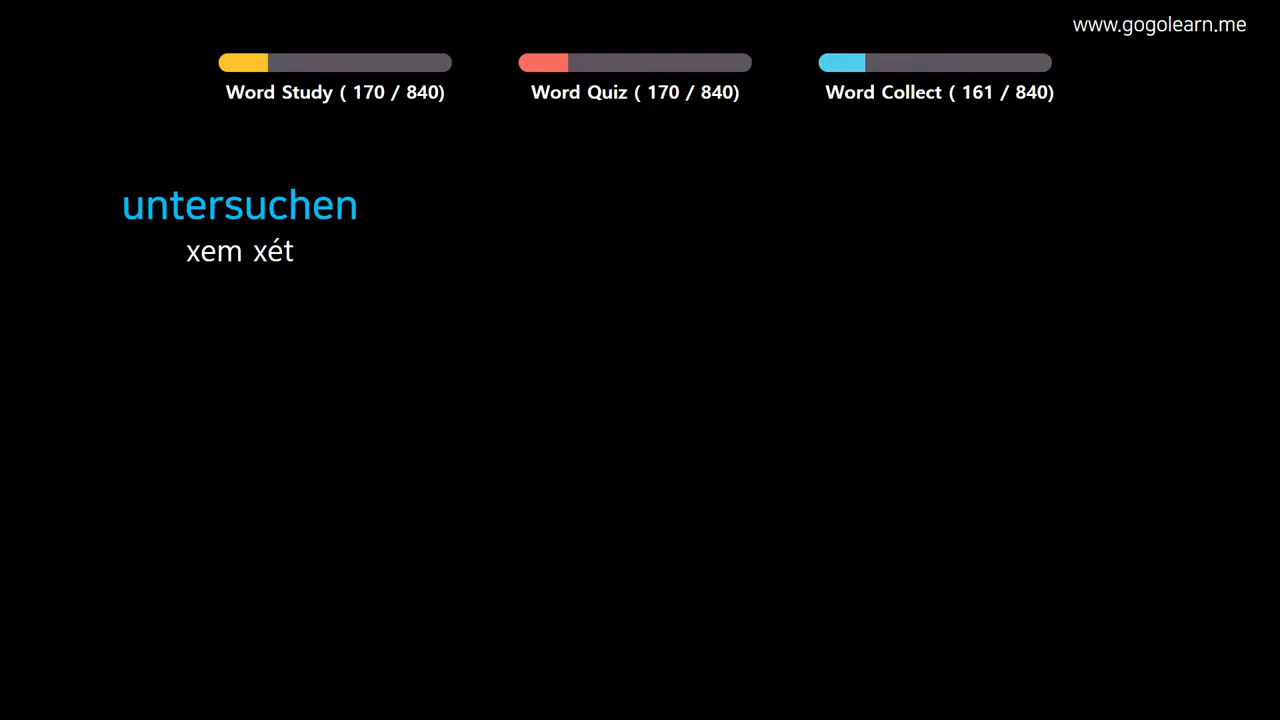 www.gogolearn.me
Word Study ( 170 / 840)
Word Quiz ( 170 / 840)
Word Collect ( 161 / 840)
untersuchen
xem xét